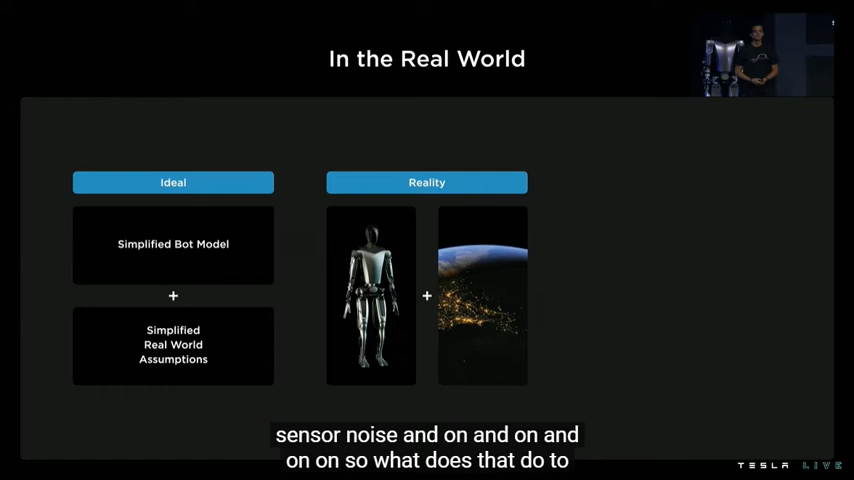 In the Real World
Ideal
Reality
Simplified Bot Model
+
+
Simplified
Real World
Assumptions
sensor noise and on and on and
on on so what does that do to
TESLA LIVE